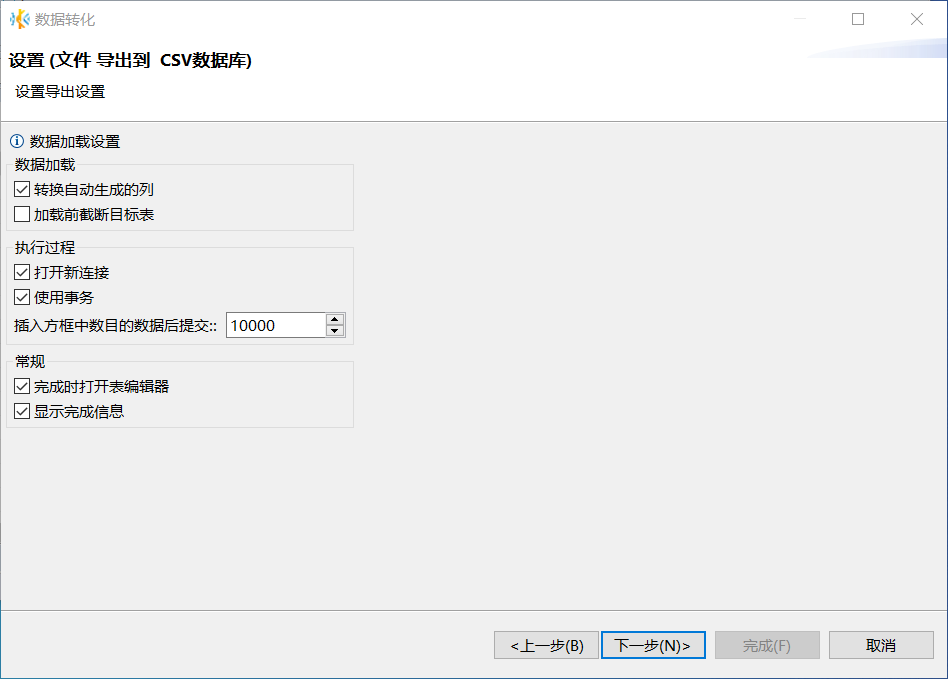 数据转化
设置 (文件 导出到 CSV数据库)
设置导出设置
数据加载设置
数据加载
转换自动生成的列
加载前截断目标表
执行过程
打开新连接
使用事务
插入方框中数目的数据后提交:: 10000
常规
完成时打开表编辑器
显示完成信息
<上一步(B) 下一步(N)> 完成(F) 取消